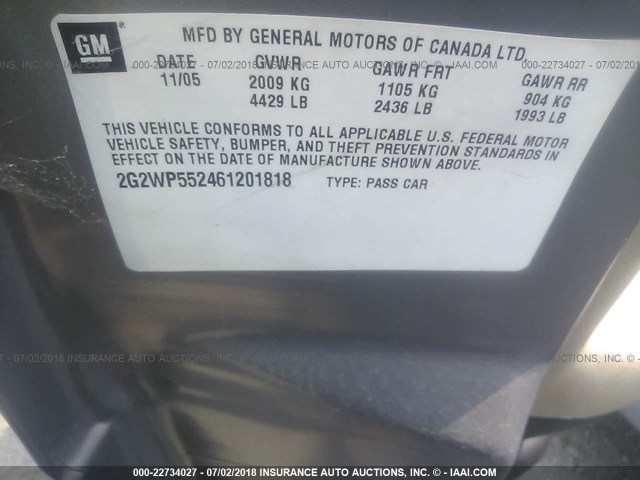 GM
MFD BY GENERAL MOTORS OF CANADA LTD
DATE GVWR GAWR FRT GAWR RR
11/05 2009 KG 1105 KG 904 KG
4429 LB 2436 LB 1993 LB
THIS VEHICLE CONFORMS TO ALL APPLICABLE U.S. FEDERAL MOTOR
VEHICLE SAFETY, BUMPER, AND THEFT PREVENTION STANDARDS IN
EFFECT ON THE DATE OF MANUFACTURE SHOWN ABOVE.
2G2WP552461201818 TYPE: PASS CAR
000-22734027 - 07/02/2018 INSURANCE AUTO AUCTIONS, INC. - © - IAAI.COM